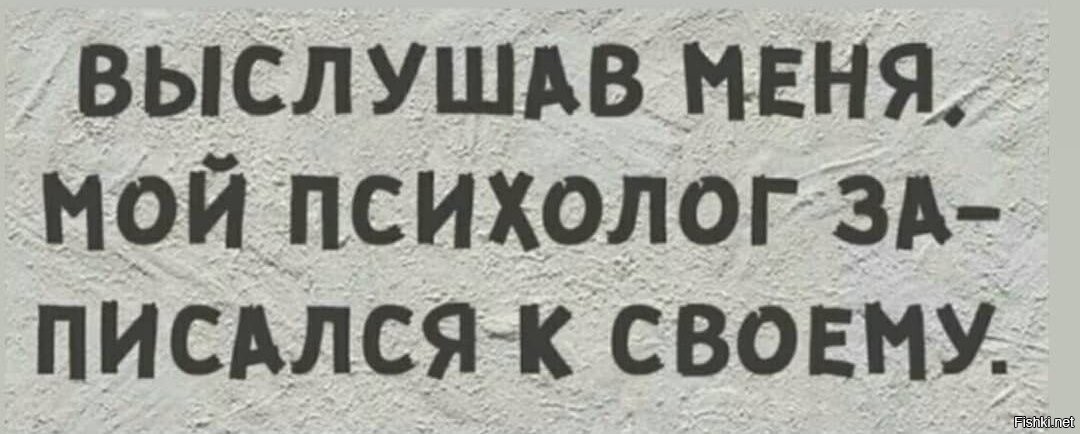 ВЫСЛУШАВ МЕНЯ,
МОЙ ПСИХОЛОГ ЗА-
ПИСАЛСЯ К СВОЕМУ.
Fishki.net